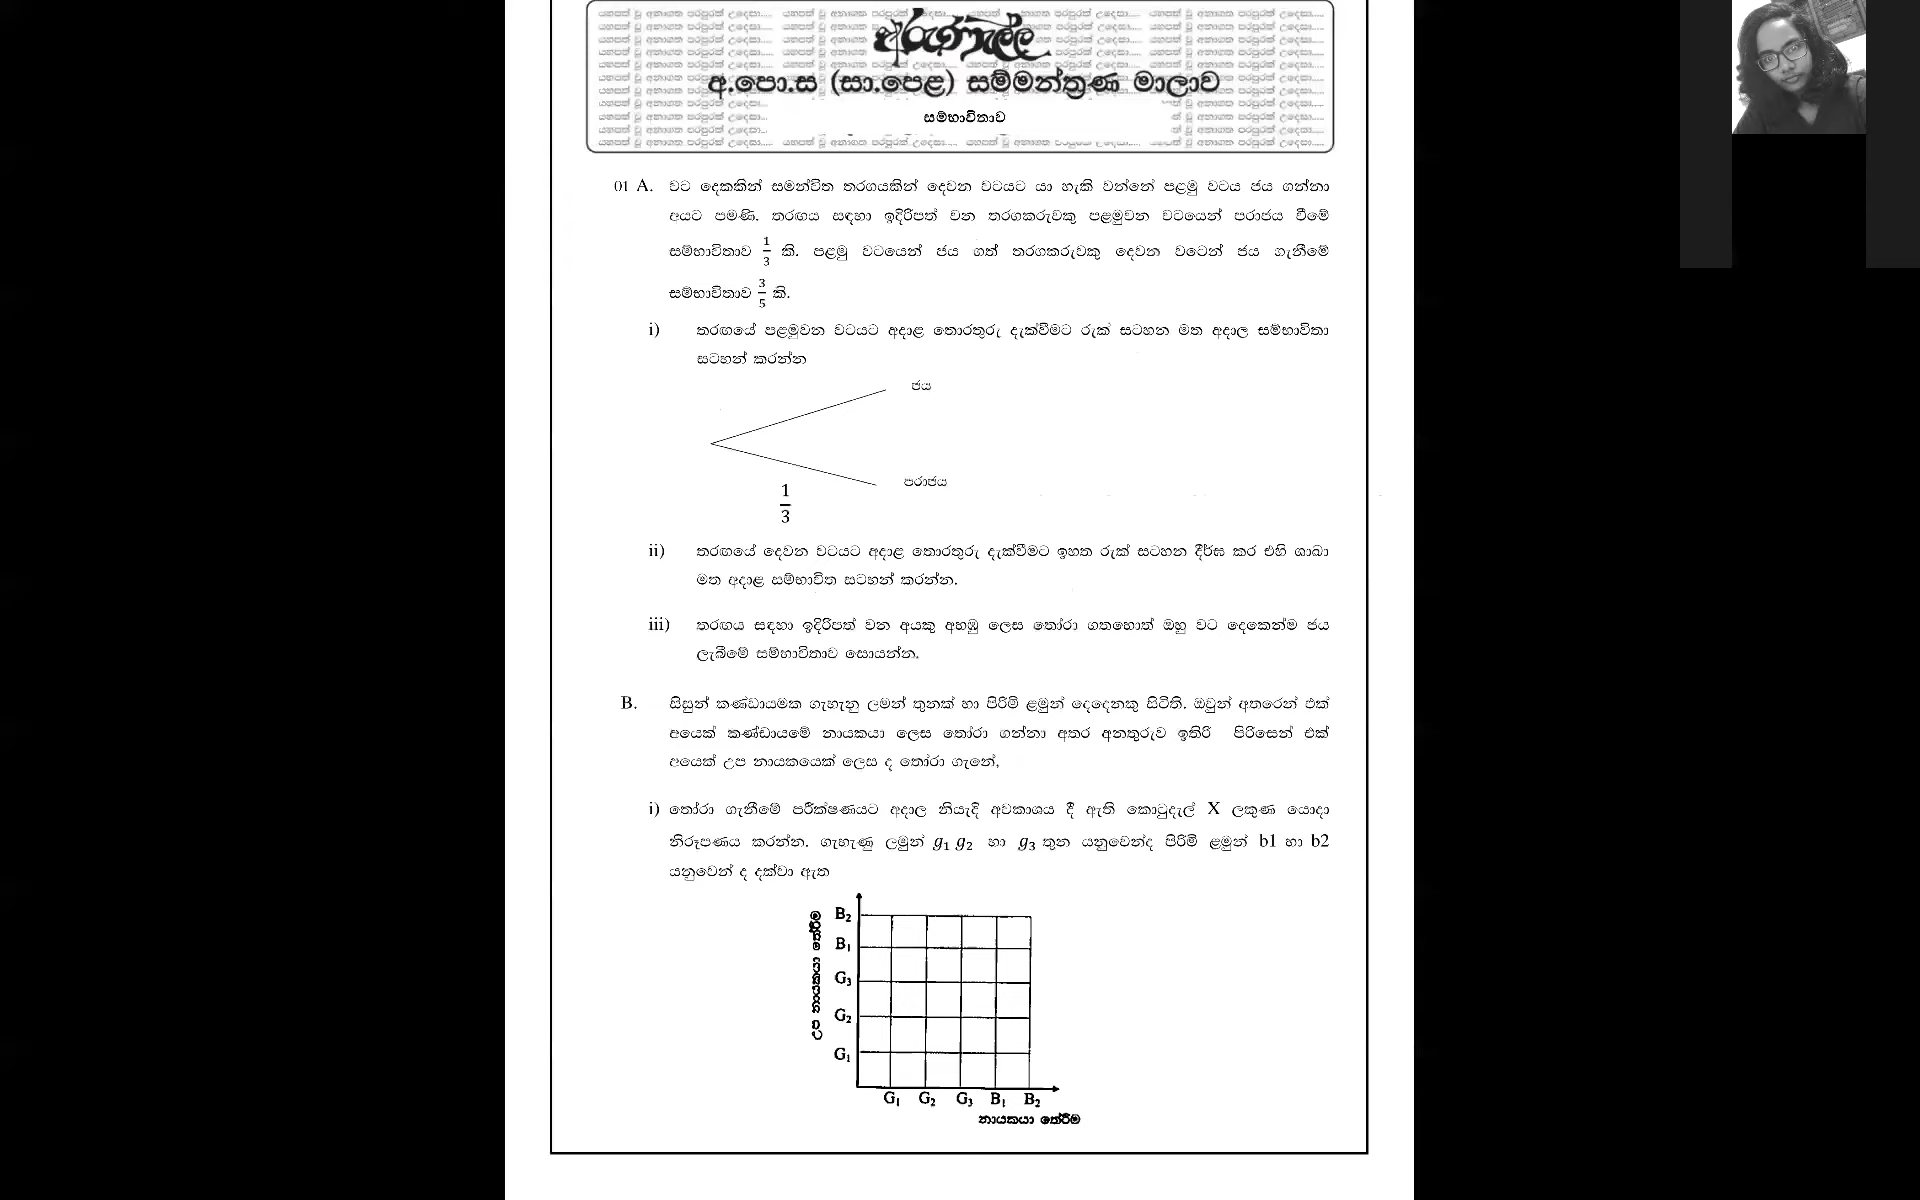 අරුණැල්ල
අ.පො.ස (සා.පෙළ) සම්මන්ත්‍රණ මාලාව
සම්භාවිතාව
01 A. වට දෙකකින් සමන්විත තරගයකින් දෙවන වටයට යා හැකි වන්නේ පළමු වටය ජය ගන්නා
අයට පමණි. තරඟය සඳහා ඉදිරිපත් වන තරගකරුවකු පළමුවන වටයෙන් පරාජය වීමේ
සම්භාවිතාව 1/3 කි. පළමු වටයෙන් ජය ගත් තරගකරුවකු දෙවන වටෙන් ජය ගැනීමේ
සම්භාවිතාව 3/5 කි.
i) තරඟයේ පළමුවන වටයට අදාළ තොරතුරු දැක්වීමට රුක් සටහන මත අදාල සම්භාවිතා
සටහන් කරන්න
ජය
පරාජය
1/3
ii) තරඟයේ දෙවන වටයට අදාළ තොරතුරු දැක්වීමට ඉහත රුක් සටහන දීර්ඝ කර එහි ශාඛා
මත අදාළ සම්භාවිත සටහන් කරන්න.
iii) තරඟය සඳහා ඉදිරිපත් වන අයකු අහඹු ලෙස තෝරා ගතහොත් ඔහු වට දෙකෙන්ම ජය
ලැබීමේ සම්භාවිතාව සොයන්න.
B. සිසුන් කණ්ඩායමක ගැහැනු ලමන් තුනක් හා පිරිමි ළමුන් දෙදෙනකු සිටිති. ඔවුන් අතරෙන් එක්
අයෙක් කණ්ඩායමේ නායකයා ලෙස තෝරා ගන්නා අතර අනතුරුව ඉතිරි පිරිසෙන් එක්
අයෙක් උප නායකයෙක් ලෙස ද තෝරා ගැනේ,
i) තෝරා ගැනීමේ පරීක්ෂණයට අදාල නියැදි අවකාශය දී ඇති කොටුදැල් X ලකුණ යොදා
නිරූපණය කරන්න. ගැහැණු ලමුන් g₁ g₂ හා g₃ තුන යනුවෙන්ද පිරිමි ළමුන් b1 හා b2
යනුවෙන් ද දක්වා ඇත
උප නායකයා තේරීම
B₂
B₁
G₃
G₂
G₁
G₁ G₂ G₃ B₁ B₂
නායකයා තේරීම